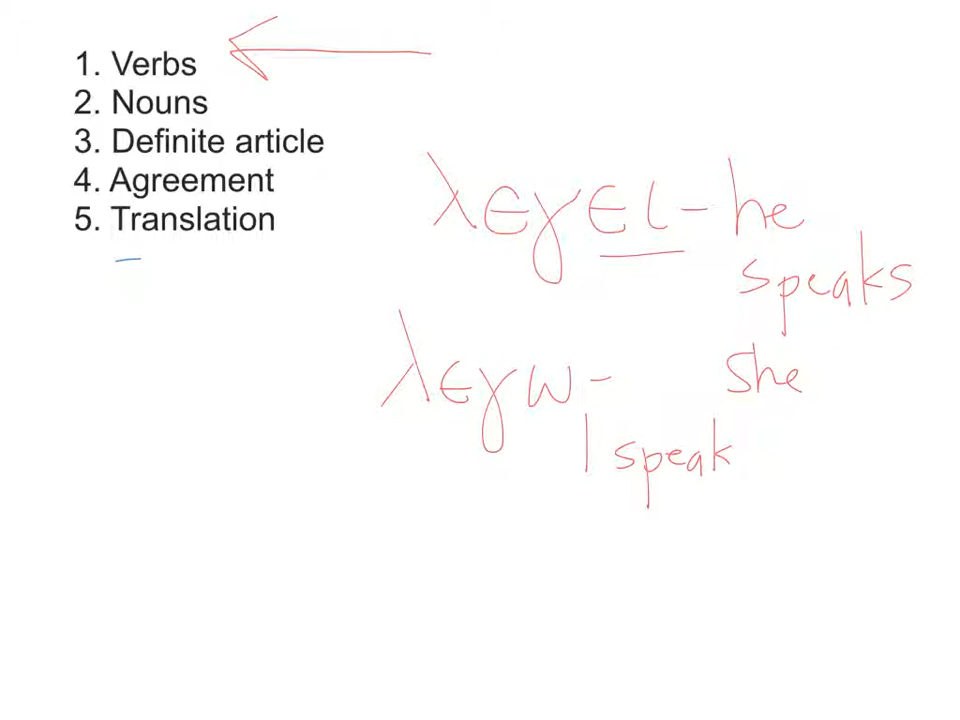 1. Verbs
2. Nouns
3. Definite article
4. Agreement
5. Translation
λεγει - he
speaks
she
λεγω -
I speak